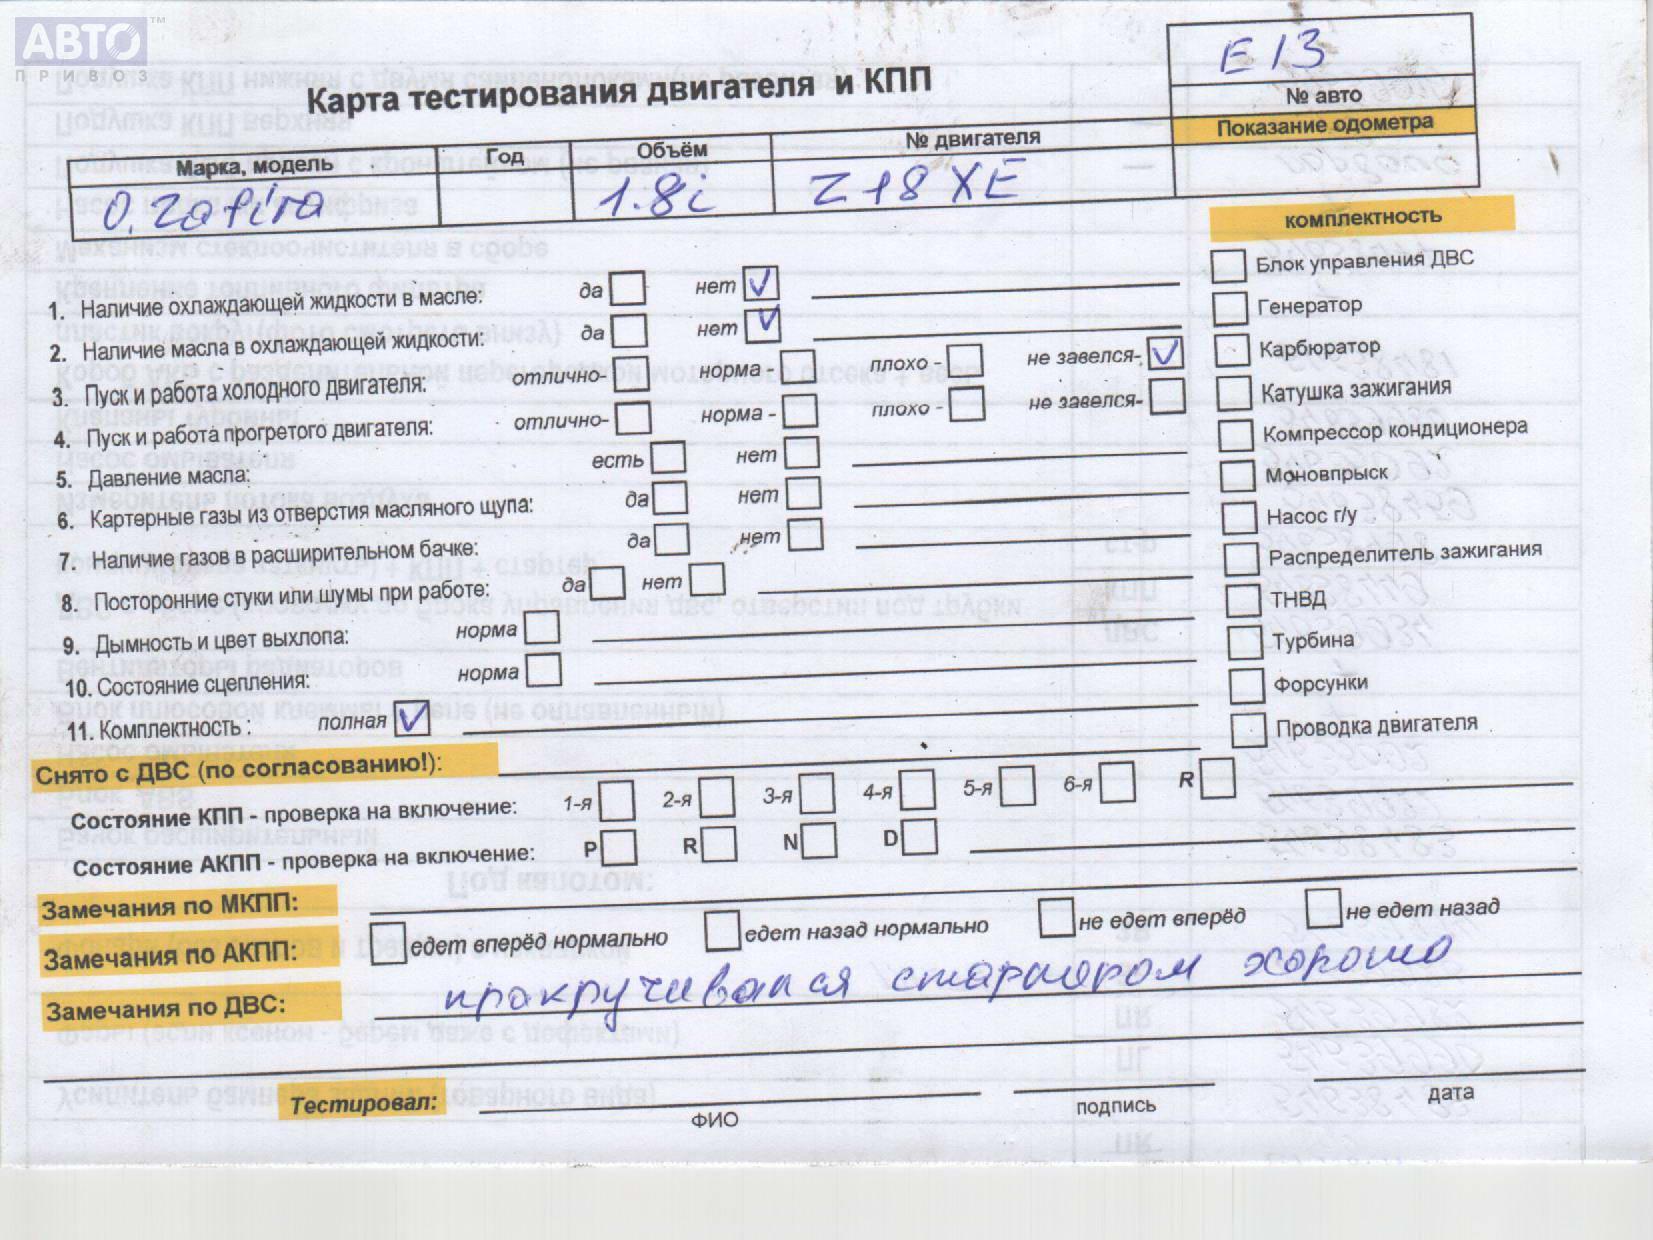 АВТО™
ПРИВОЗ
Карта тестирования двигателя и КПП
E13
№ авто
Показание одометра
Марка, модель Год Объём № двигателя
O. Zafira 1.8i Z18XE
комплектность
Блок управления ДВС
Генератор
Карбюратор
Катушка зажигания
Компрессор кондиционера
Моновпрыск
Насос г/у
Распределитель зажигания
ТНВД
Турбина
Форсунки
Проводка двигателя
1. Наличие охлаждающей жидкости в масле: да нет ✓
2. Наличие масла в охлаждающей жидкости: да нет ✓
3. Пуск и работа холодного двигателя: отлично- норма - плохо - не завелся- ✓
4. Пуск и работа прогретого двигателя: отлично- норма - плохо - не завелся-
5. Давление масла: есть нет
6. Картерные газы из отверстия масляного щупа: да нет
7. Наличие газов в расширительном бачке: да нет
8. Посторонние стуки или шумы при работе: да нет
9. Дымность и цвет выхлопа: норма
10. Состояние сцепления: норма
11. Комплектность : полная ✓
Снято с ДВС (по согласованию!):
Состояние КПП - проверка на включение: 1-я 2-я 3-я 4-я 5-я 6-я R
Состояние АКПП - проверка на включение: P R N D
Замечания по МКПП:
Замечания по АКПП: едет вперёд нормально едет назад нормально не едет вперёд не едет назад
Замечания по ДВС: прокручивался стартером хорошо
Тестировал:
ФИО подпись дата